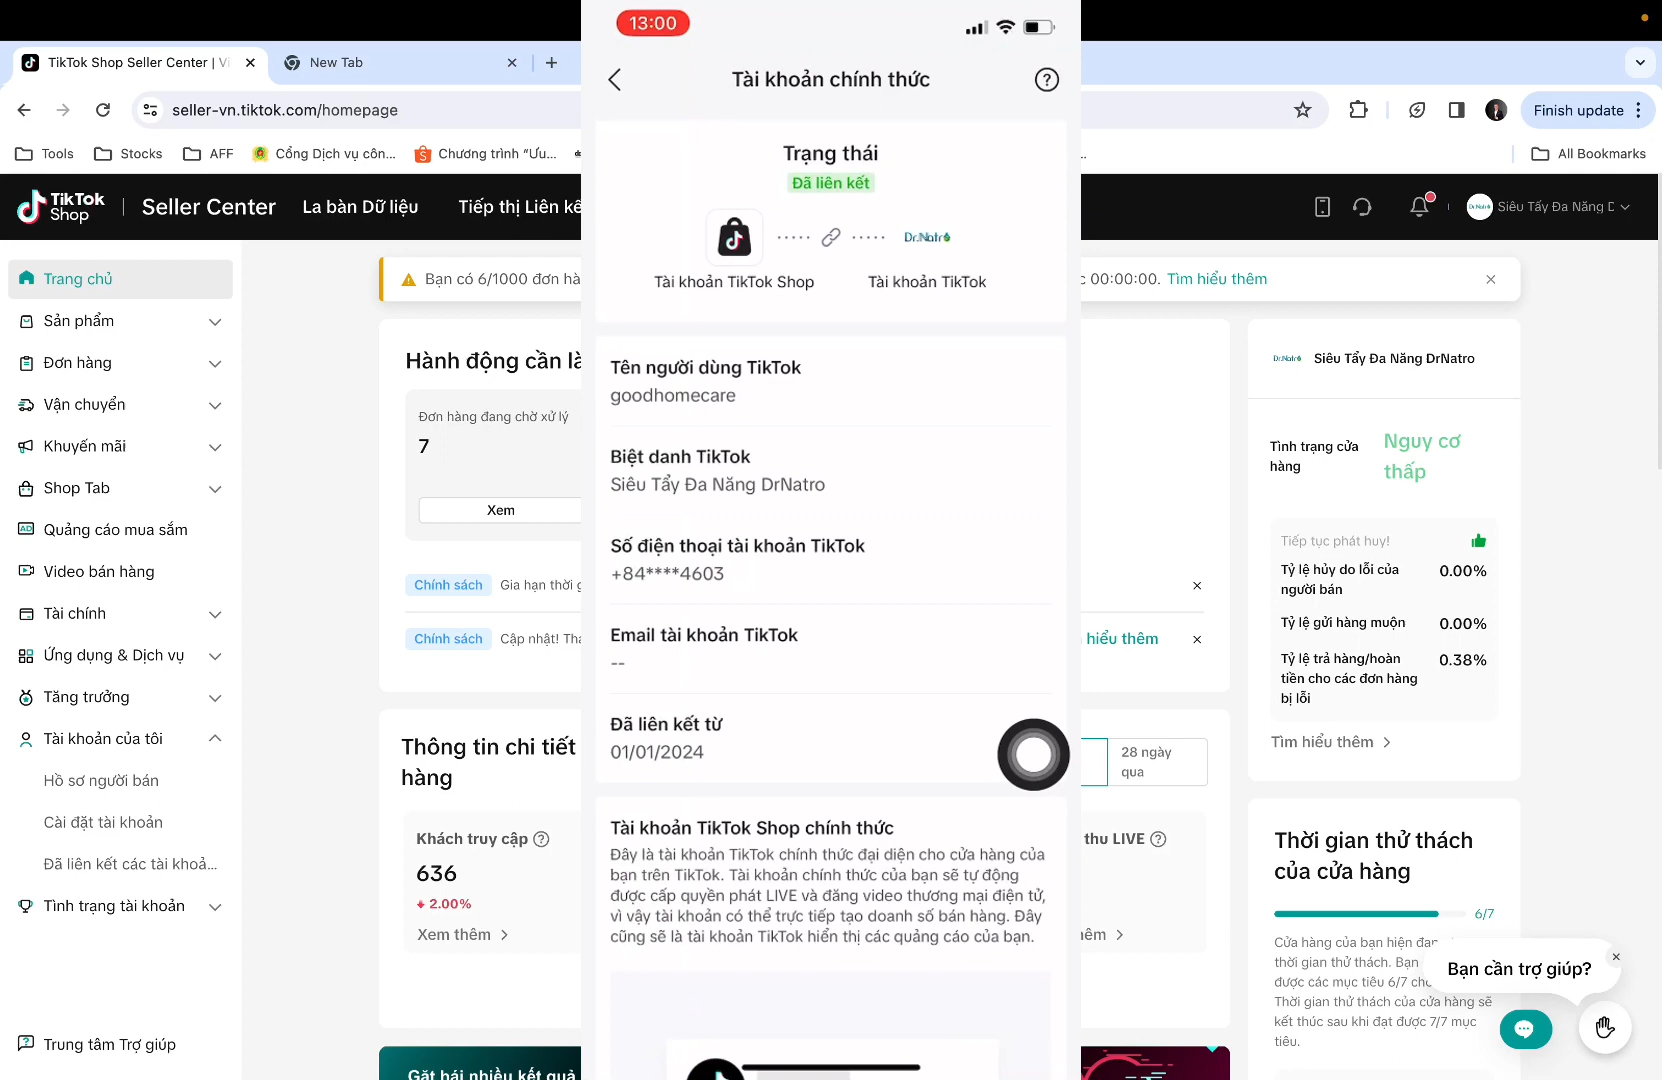 TikTok Shop Seller Center | Vi
New Tab
seller-vn.tiktok.com/homepage
Finish update
Tools
Stocks
AFF
Cổng Dịch vụ côn...
Chương trình “Ưu...
All Bookmarks
TikTok
Shop
Seller Center
La bàn Dữ liệu
Tiếp thị Liên kế
Dr.Natro
Siêu Tẩy Đa Năng D
Trang chủ
Sản phẩm
Đơn hàng
Vận chuyển
Khuyến mãi
Shop Tab
AD
Quảng cáo mua sắm
Video bán hàng
Tài chính
Ứng dụng & Dịch vụ
Tăng trưởng
Tài khoản của tôi
Hồ sơ người bán
Cài đặt tài khoản
Đã liên kết các tài khoả...
Tình trạng tài khoản
Trung tâm Trợ giúp
Bạn có 6/1000 đơn hà
c 00:00:00. Tìm hiểu thêm
Hành động cần là
Đơn hàng đang chờ xử lý
7
Xem
Chính sách
Gia hạn thời g
Chính sách
Cập nhật! Tha
hiểu thêm
Thông tin chi tiết
hàng
28 ngày
qua
Khách truy cập
636
2.00%
Xem thêm
thu LIVE
Gặt hái nhiều kết quả
13:00
Tài khoản chính thức
Trạng thái
Đã liên kết
Dr.Natro
Tài khoản TikTok Shop
Tài khoản TikTok
Tên người dùng TikTok
goodhomecare
Biệt danh TikTok
Siêu Tẩy Đa Năng DrNatro
Số điện thoại tài khoản TikTok
+84****4603
Email tài khoản TikTok
--
Đã liên kết từ
01/01/2024
Tài khoản TikTok Shop chính thức
Đây là tài khoản TikTok chính thức đại diện cho cửa hàng của
bạn trên TikTok. Tài khoản chính thức của bạn sẽ tự động
được cấp quyền phát LIVE và đăng video thương mại điện tử,
vì vậy tài khoản có thể trực tiếp tạo doanh số bán hàng. Đây
cũng sẽ là tài khoản TikTok hiển thị các quảng cáo của bạn.
Dr.Natro
Siêu Tẩy Đa Năng DrNatro
Tình trạng cửa
hàng
Nguy cơ
thấp
Tiếp tục phát huy!
Tỷ lệ hủy do lỗi của
người bán
0.00%
Tỷ lệ gửi hàng muộn
0.00%
Tỷ lệ trả hàng/hoàn
tiền cho các đơn hàng
bị lỗi
0.38%
Tìm hiểu thêm
Thời gian thử thách
của cửa hàng
6/7
Cửa hàng của bạn hiện đan
thời gian thử thách. Bạn
được các mục tiêu 6/7 cho
Thời gian thử thách của cửa hàng sẽ
kết thúc sau khi đạt được 7/7 mục
tiêu.
Bạn cần trợ giúp?